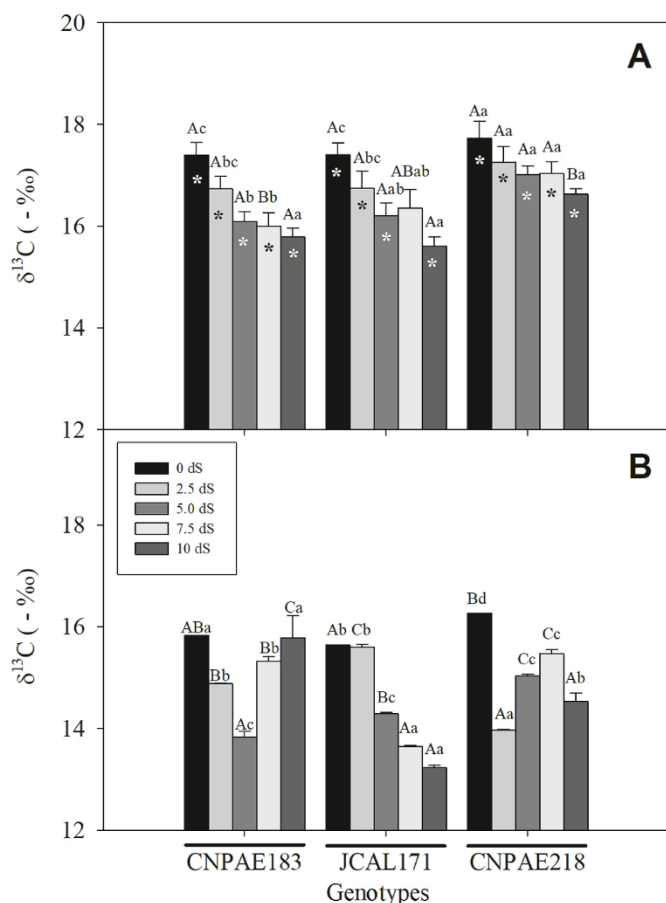 20
A
Aa
Ac
Ac
Aa
18
Aa
Aa
Abc
Abc
Ba
ABab
Ab
Bb
Aab
Aa
Aa
16
14
12
δ¹³C ( - ‰)
* * * * *
* * * *
* * * * *
B
0 dS
2.5 dS
5.0 dS
7.5 dS
10 dS
18
16
14
12
δ¹³C ( - ‰)
ABa
Bb
Ac
Bb
Ca
Ab
Cb
Bc
Aa
Aa
Bd
Aa
Cc
Cc
Ab
CNPAE183
JCAL171
CNPAE218
Genotypes